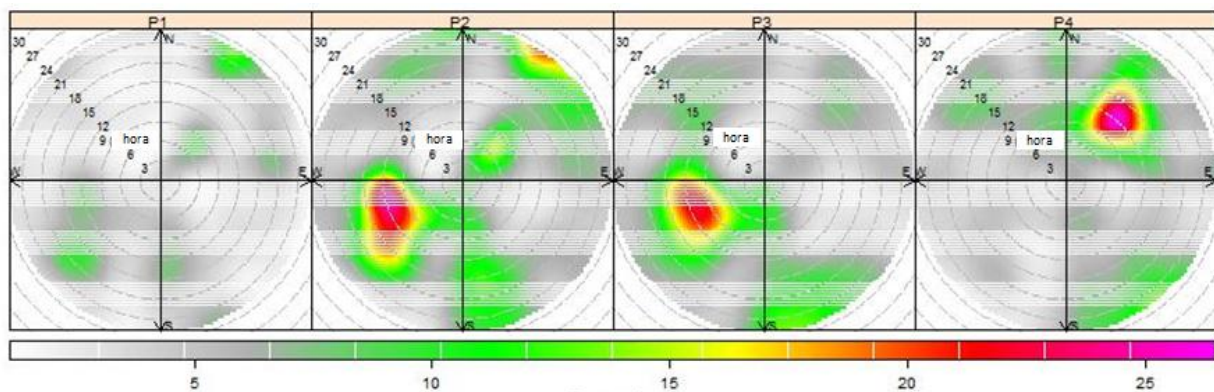 P1 P2 P3 P4
N N N N
30 30 30 30
27 27 27 27
24 24 24 24
21 21 21 21
18 18 18 18
15 15 15 15
12 12 12 12
9 hora 9 hora 9 hora 9 hora
6 6 6 6
3 3 3 3
W E W E W E W E
S S S S
5 10 15 20 25